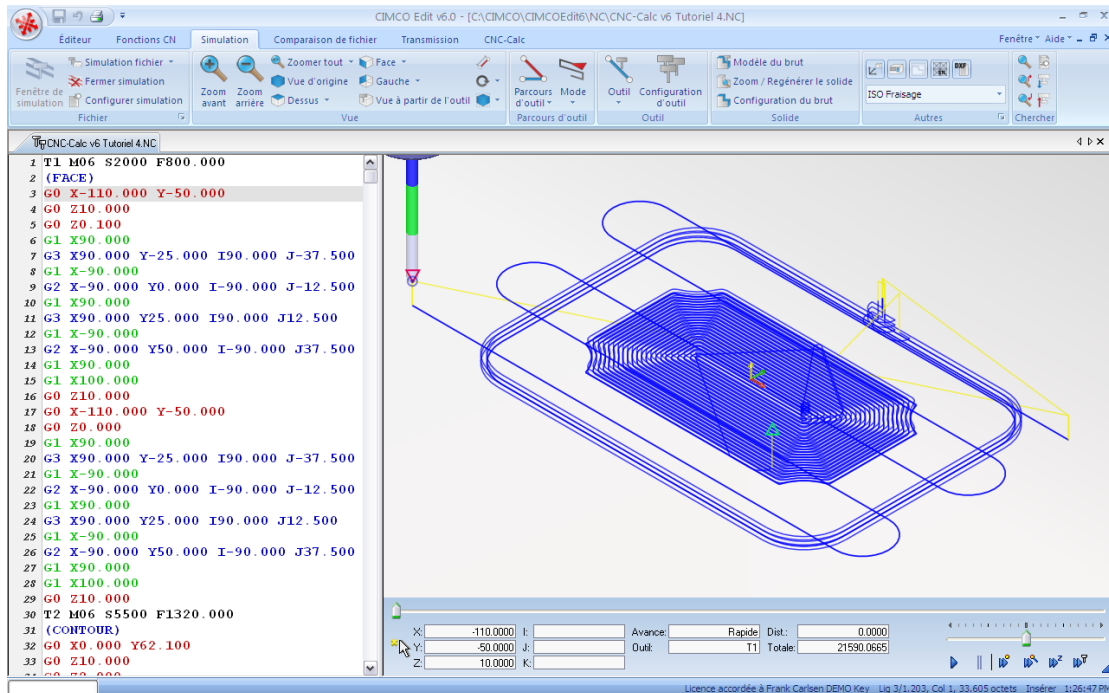 CIMCO Edit v6.0 - [C:\CIMCO\CIMCOEdit6\NC\CNC-Calc v6 Tutoriel 4.NC]
Éditeur Fonctions CN Simulation Comparaison de fichier Transmission CNC-Calc Fenêtre Aide
Fenêtre de simulation
Simulation fichier
Fermer simulation
Configurer simulation
Fichier
Zoom avant
Zoom arrière
Zoomer tout
Vue d'origine
Dessus
Face
Gauche
Vue à partir de l'outil
Vue
Parcours d'outil
Mode
Parcours d'outil
Outil
Configuration d'outil
Outil
Modèle du brut
Zoom / Regénérer le solide
Configuration du brut
Solide
DXF
ISO Fraisage
Autres
Chercher
CNC-Calc v6 Tutoriel 4.NC
1 T1 M06 S2000 F800.000
2 (FACE)
3 G0 X-110.000 Y-50.000
4 G0 Z10.000
5 G0 Z0.100
6 G1 X90.000
7 G3 X90.000 Y-25.000 I90.000 J-37.500
8 G1 X-90.000
9 G2 X-90.000 Y0.000 I-90.000 J-12.500
10 G1 X90.000
11 G3 X90.000 Y25.000 I90.000 J12.500
12 G1 X-90.000
13 G2 X-90.000 Y50.000 I-90.000 J37.500
14 G1 X90.000
15 G1 X100.000
16 G0 Z10.000
17 G0 X-110.000 Y-50.000
18 G0 Z0.000
19 G1 X90.000
20 G3 X90.000 Y-25.000 I90.000 J-37.500
21 G1 X-90.000
22 G2 X-90.000 Y0.000 I-90.000 J-12.500
23 G1 X90.000
24 G3 X90.000 Y25.000 I90.000 J12.500
25 G1 X-90.000
26 G2 X-90.000 Y50.000 I-90.000 J37.500
27 G1 X90.000
28 G1 X100.000
29 G0 Z10.000
30 T2 M06 S5500 F1320.000
31 (CONTOUR)
32 G0 X0.000 Y62.100
33 G0 Z10.000
X: -110.0000 I: Avance: Rapide Dist.: 0.0000
Y: -50.0000 J: Outil: T1 Totale: 21590.0665
Z: 10.0000 K:
Licence accordée à Frank Carlsen DEMO Key Lig 3/1.203, Col 1, 33.605 octets Insérer 1:26:47 PM